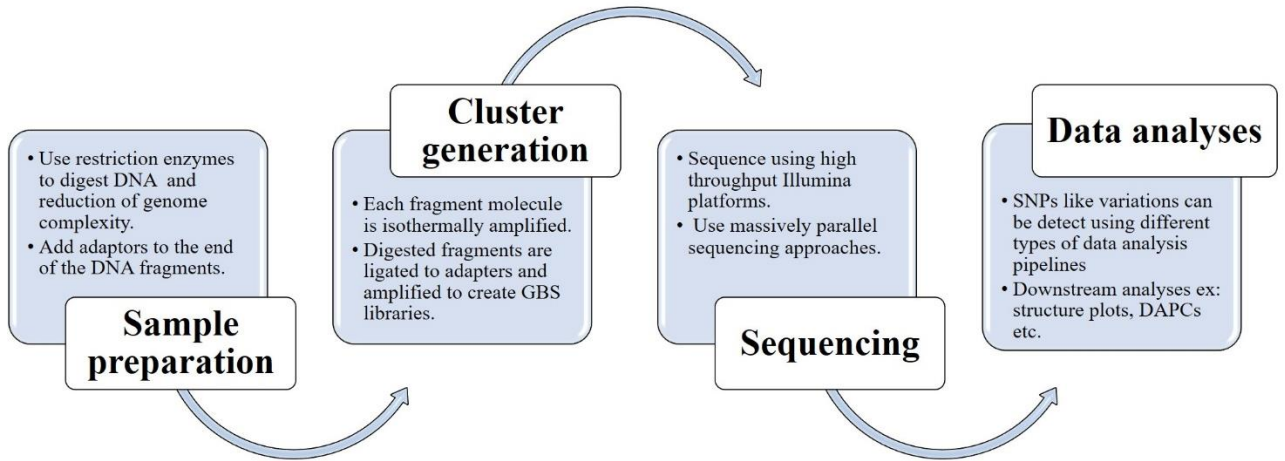 • Use restriction enzymes
to digest DNA and
reduction of genome
complexity.
• Add adaptors to the end
of the DNA fragments.
Sample
preparation
Cluster
generation
• Each fragment molecule
is isothermally amplified.
• Digested fragments are
ligated to adapters and
amplified to create GBS
libraries.
• Sequence using high
throughput Illumina
platforms.
• Use massively parallel
sequencing approaches.
Sequencing
Data analyses
• SNPs like variations can
be detect using different
types of data analysis
pipelines
• Downstream analyses ex:
structure plots, DAPCs
etc.